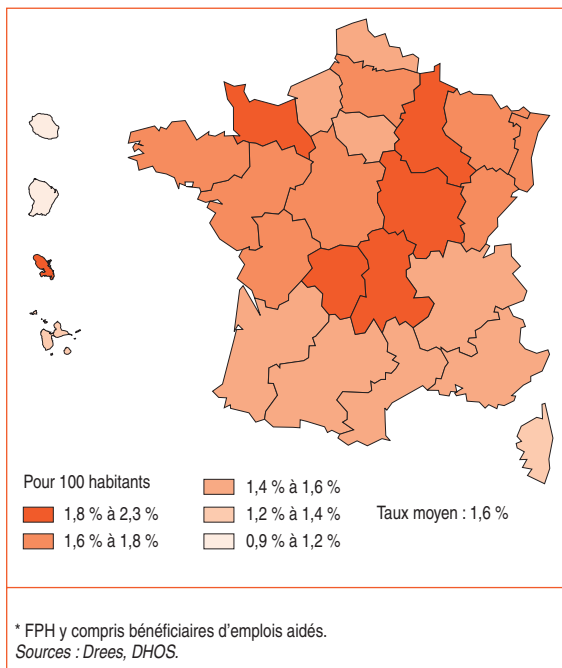 Pour 100 habitants
1,8 % à 2,3 %
1,6 % à 1,8 %
1,4 % à 1,6 %
1,2 % à 1,4 %
0,9 % à 1,2 %
Taux moyen : 1,6 %
* FPH y compris bénéficiaires d'emplois aidés.
Sources : Drees, DHOS.